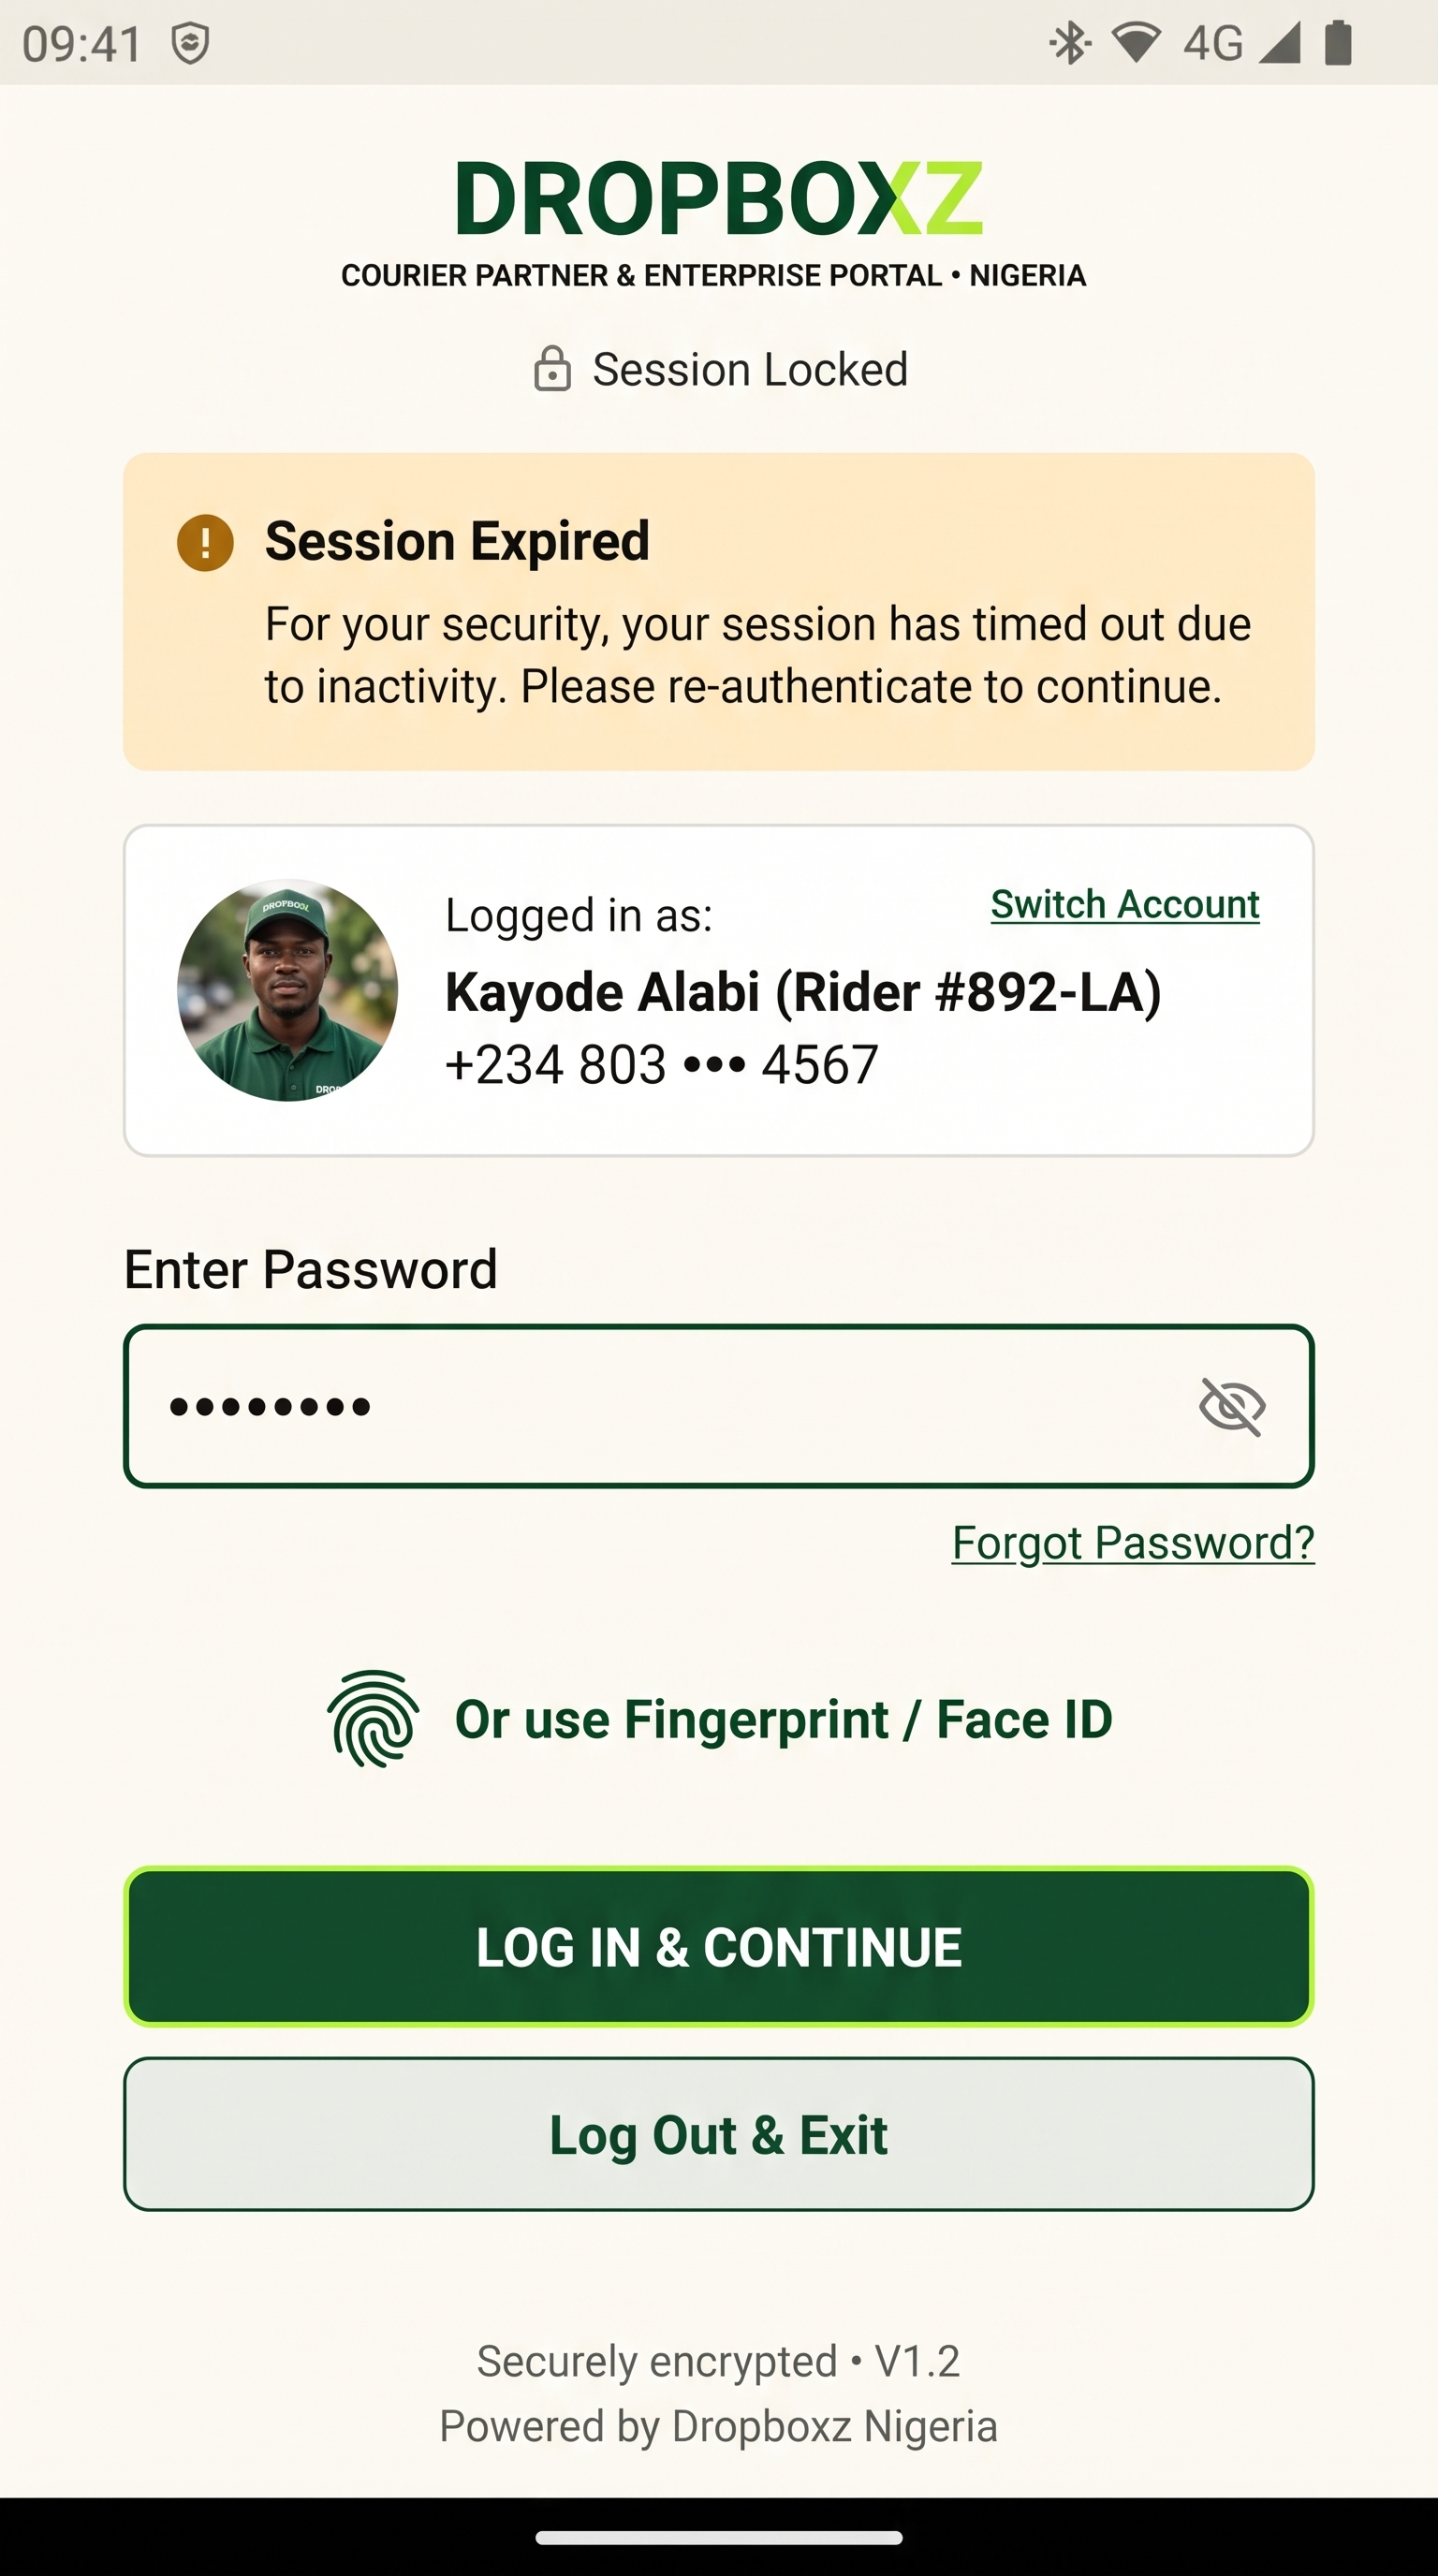 09:41
4G
DROPBOXZ
COURIER PARTNER & ENTERPRISE PORTAL • NIGERIA
Session Locked
Session Expired
For your security, your session has timed out due
to inactivity. Please re-authenticate to continue.
Logged in as:
Switch Account
Kayode Alabi (Rider #892-LA)
+234 803 ••• 4567
Enter Password
••••••••
Forgot Password?
Or use Fingerprint / Face ID
LOG IN & CONTINUE
Log Out & Exit
Securely encrypted • V1.2
Powered by Dropboxz Nigeria